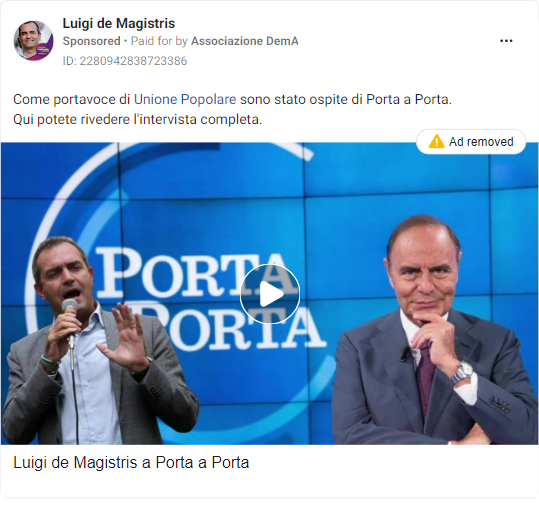 Luigi de Magistris
Sponsored • Paid for by Associazione DemA
ID: 2280942838723386
Come portavoce di Unione Popolare sono stato ospite di Porta a Porta.
Qui potete rivedere l'intervista completa.
Ad removed
PORTA
PORTA
Luigi de Magistris a Porta a Porta